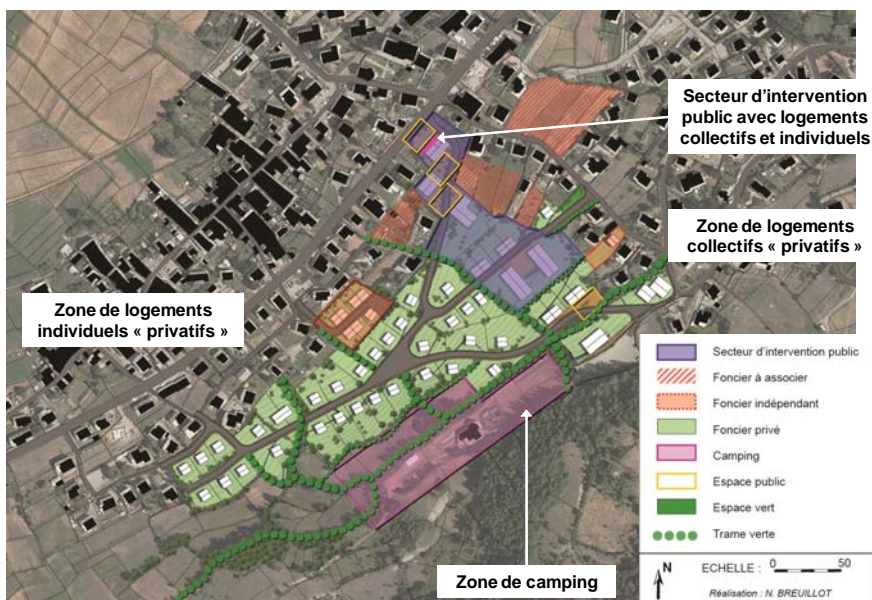 Secteur d'intervention
public avec logements
collectifs et individuels
Zone de logements
collectifs « privatifs »
Zone de logements
individuels « privatifs »
Secteur d'intervention public
Foncier à associer
Foncier indépendant
Foncier privé
Camping
Espace public
Espace vert
Trame verte
Zone de camping
N
ECHELLE : 0 50
Réalisation : N. BREUILLOT